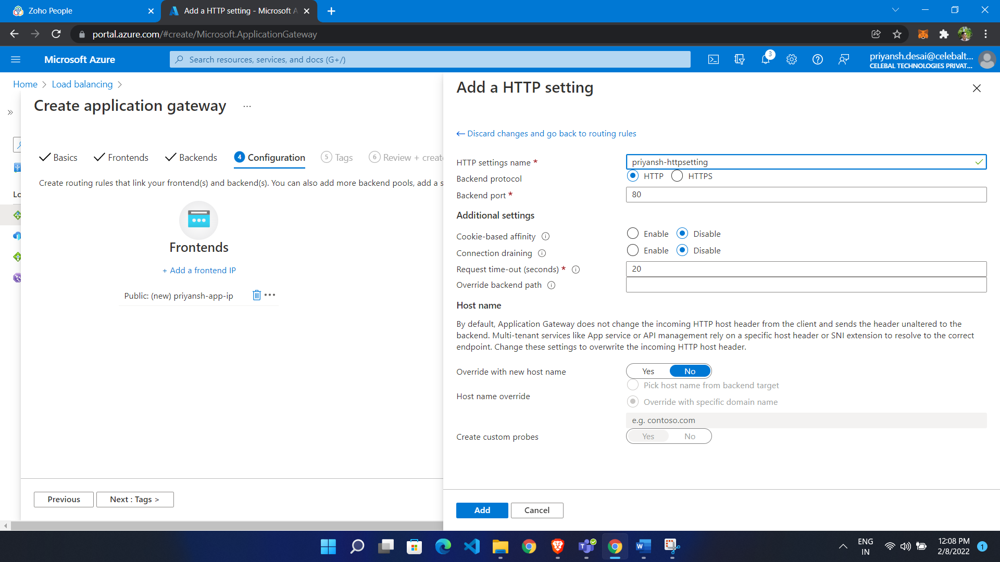 Zoho People
Add a HTTP setting - Microsoft A
portal.azure.com/#create/Microsoft.ApplicationGateway
Microsoft Azure
Search resources, services, and docs (G+/)
3
priyansh.desai@celebalt...
CELEBAL TECHNOLOGIES PRIVAT...
Home > Load balancing >
Create application gateway ...
Basics
Frontends
Backends
4 Configuration
5 Tags
6 Review + create
Create routing rules that link your frontend(s) and backend(s). You can also add more backend pools, add a s
Lo
Frontends
+ Add a frontend IP
Public: (new) priyansh-app-ip
Previous
Next : Tags >
Add a HTTP setting
← Discard changes and go back to routing rules
HTTP settings name *
priyansh-httpsetting
Backend protocol
HTTP
HTTPS
Backend port *
80
Additional settings
Cookie-based affinity
Enable
Disable
Connection draining
Enable
Disable
Request time-out (seconds) *
20
Override backend path
Host name
By default, Application Gateway does not change the incoming HTTP host header from the client and sends the header unaltered to the
backend. Multi-tenant services like App service or API management rely on a specific host header or SNI extension to resolve to the correct
endpoint. Change these settings to overwrite the incoming HTTP host header.
Override with new host name
Yes
No
Host name override
Pick host name from backend target
Override with specific domain name
e.g. contoso.com
Create custom probes
Yes
No
Add
Cancel
ENG
IN
12:08 PM
2/8/2022
1